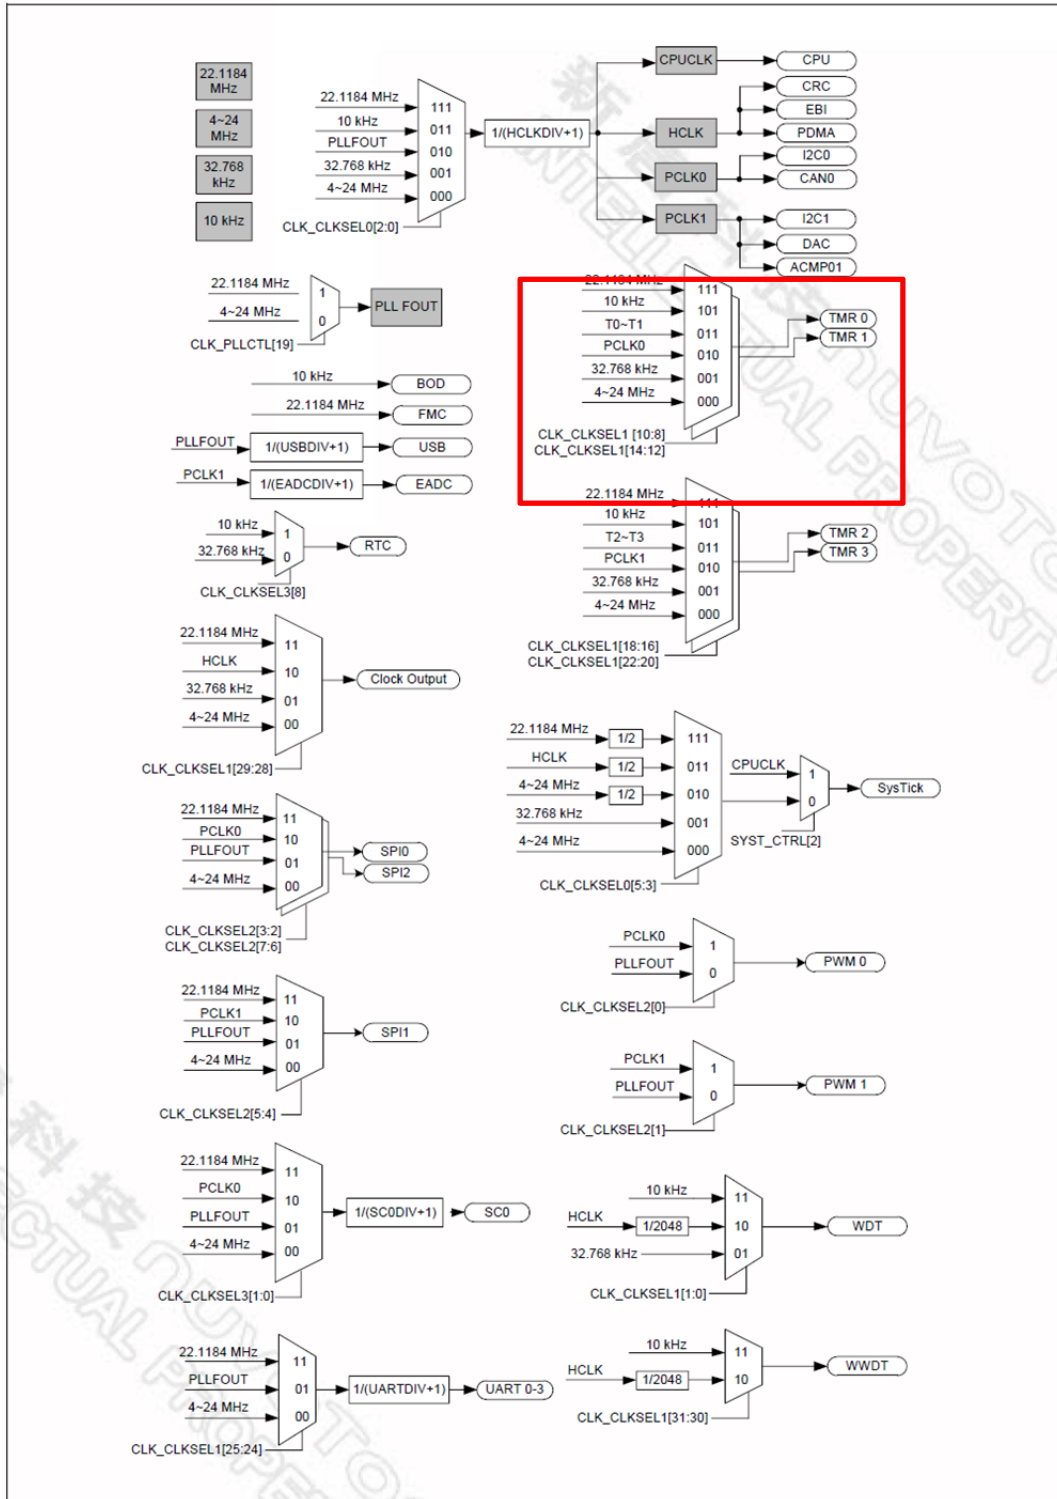 22.1184
MHz
4~24
MHz
32.768
kHz
10 kHz
22.1184 MHz
10 kHz
PLLFOUT
32.768 kHz
4~24 MHz
111
011
010
001
000
CLK_CLKSEL0[2:0]
1/(HCLKDIV+1)
CPUCLK
CPU
HCLK
CRC
EBI
PDMA
PCLK0
I2C0
CAN0
PCLK1
I2C1
DAC
ACMP01
22.1184 MHz
4~24 MHz
1
0
CLK_PLLCTL[19]
PLL FOUT
22.1184 MHz
10 kHz
T0~T1
PCLK0
32.768 kHz
4~24 MHz
111
101
011
010
001
000
TMR 0
TMR 1
CLK_CLKSEL1 [10:8]
CLK_CLKSEL1[14:12]
10 kHz
BOD
22.1184 MHz
FMC
PLLFOUT
1/(USBDIV+1)
USB
PCLK1
1/(EADCDIV+1)
EADC
22.1184 MHz
10 kHz
T2~T3
PCLK1
32.768 kHz
4~24 MHz
111
101
011
010
001
000
TMR 2
TMR 3
CLK_CLKSEL1[18:16]
CLK_CLKSEL1[22:20]
10 kHz
32.768 kHz
1
0
RTC
CLK_CLKSEL3[8]
22.1184 MHz
HCLK
32.768 kHz
4~24 MHz
11
10
01
00
Clock Output
CLK_CLKSEL1[29:28]
22.1184 MHz
HCLK
4~24 MHz
32.768 kHz
4~24 MHz
1/2
1/2
1/2
111
011
010
001
000
CPUCLK
1
0
SysTick
SYST_CTRL[2]
CLK_CLKSEL0[5:3]
22.1184 MHz
PCLK0
PLLFOUT
4~24 MHz
11
10
01
00
SPI0
SPI2
CLK_CLKSEL2[3:2]
CLK_CLKSEL2[7:6]
PCLK0
PLLFOUT
1
0
PWM 0
CLK_CLKSEL2[0]
22.1184 MHz
PCLK1
PLLFOUT
4~24 MHz
11
10
01
00
SPI1
CLK_CLKSEL2[5:4]
PCLK1
PLLFOUT
1
0
PWM 1
CLK_CLKSEL2[1]
22.1184 MHz
PCLK0
PLLFOUT
4~24 MHz
11
10
01
00
1/(SC0DIV+1)
SC0
CLK_CLKSEL3[1:0]
10 kHz
HCLK
1/2048
32.768 kHz
11
10
01
WDT
CLK_CLKSEL1[1:0]
22.1184 MHz
PLLFOUT
4~24 MHz
11
01
00
1/(UARTDIV+1)
UART 0-3
CLK_CLKSEL1[25:24]
10 kHz
HCLK
1/2048
11
10
WWDT
CLK_CLKSEL1[31:30]